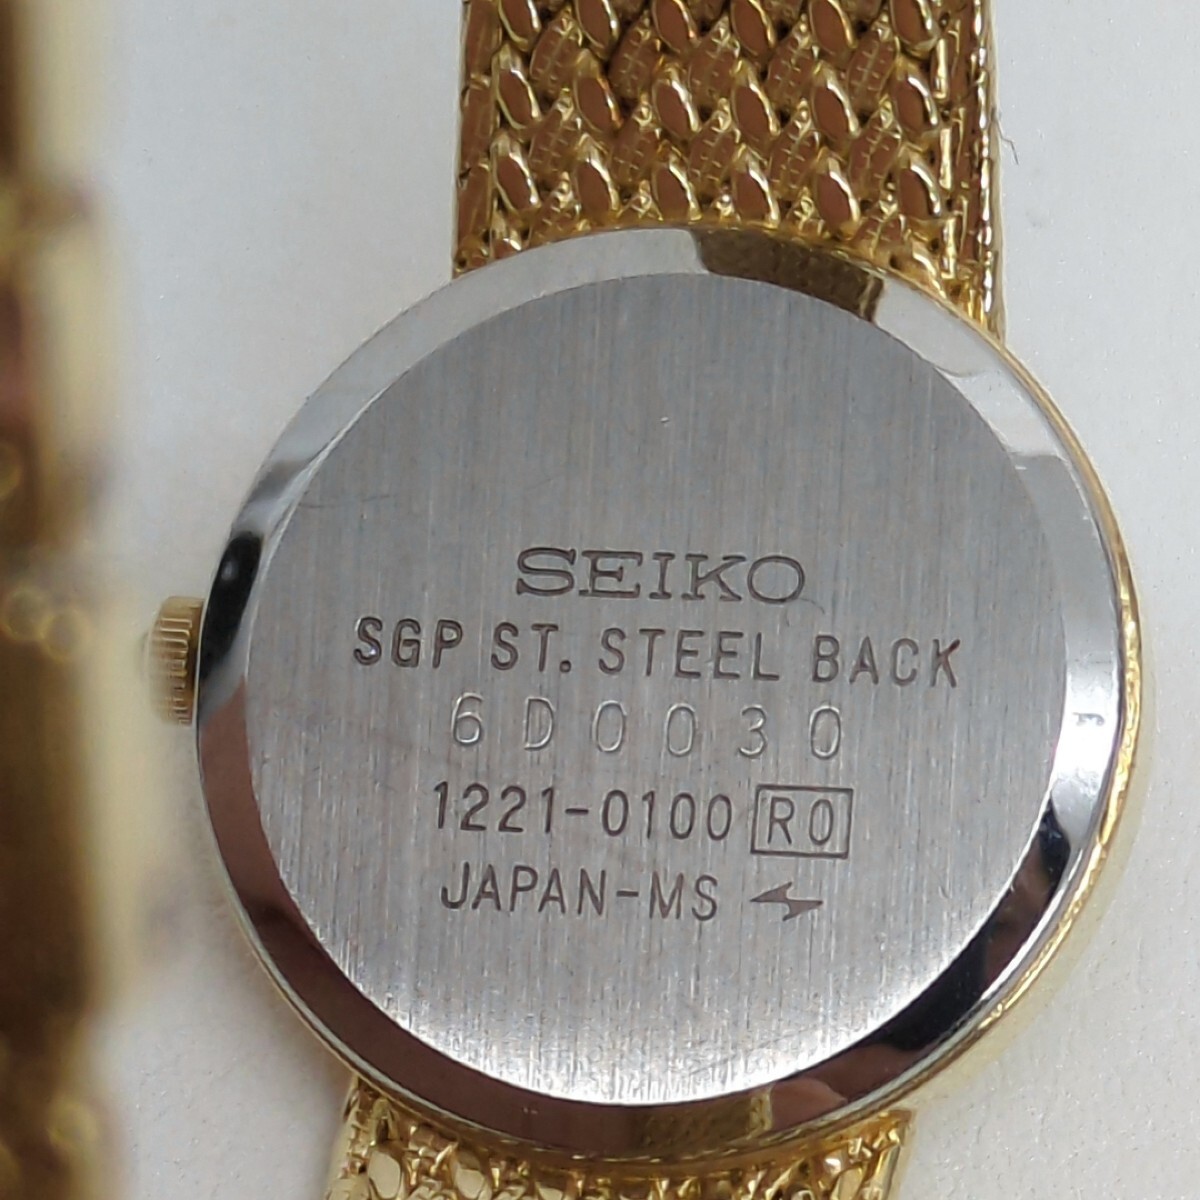 SEIKO
SGP ST. STEEL BACK
6D0030
1221-0100 R0
JAPAN-MS